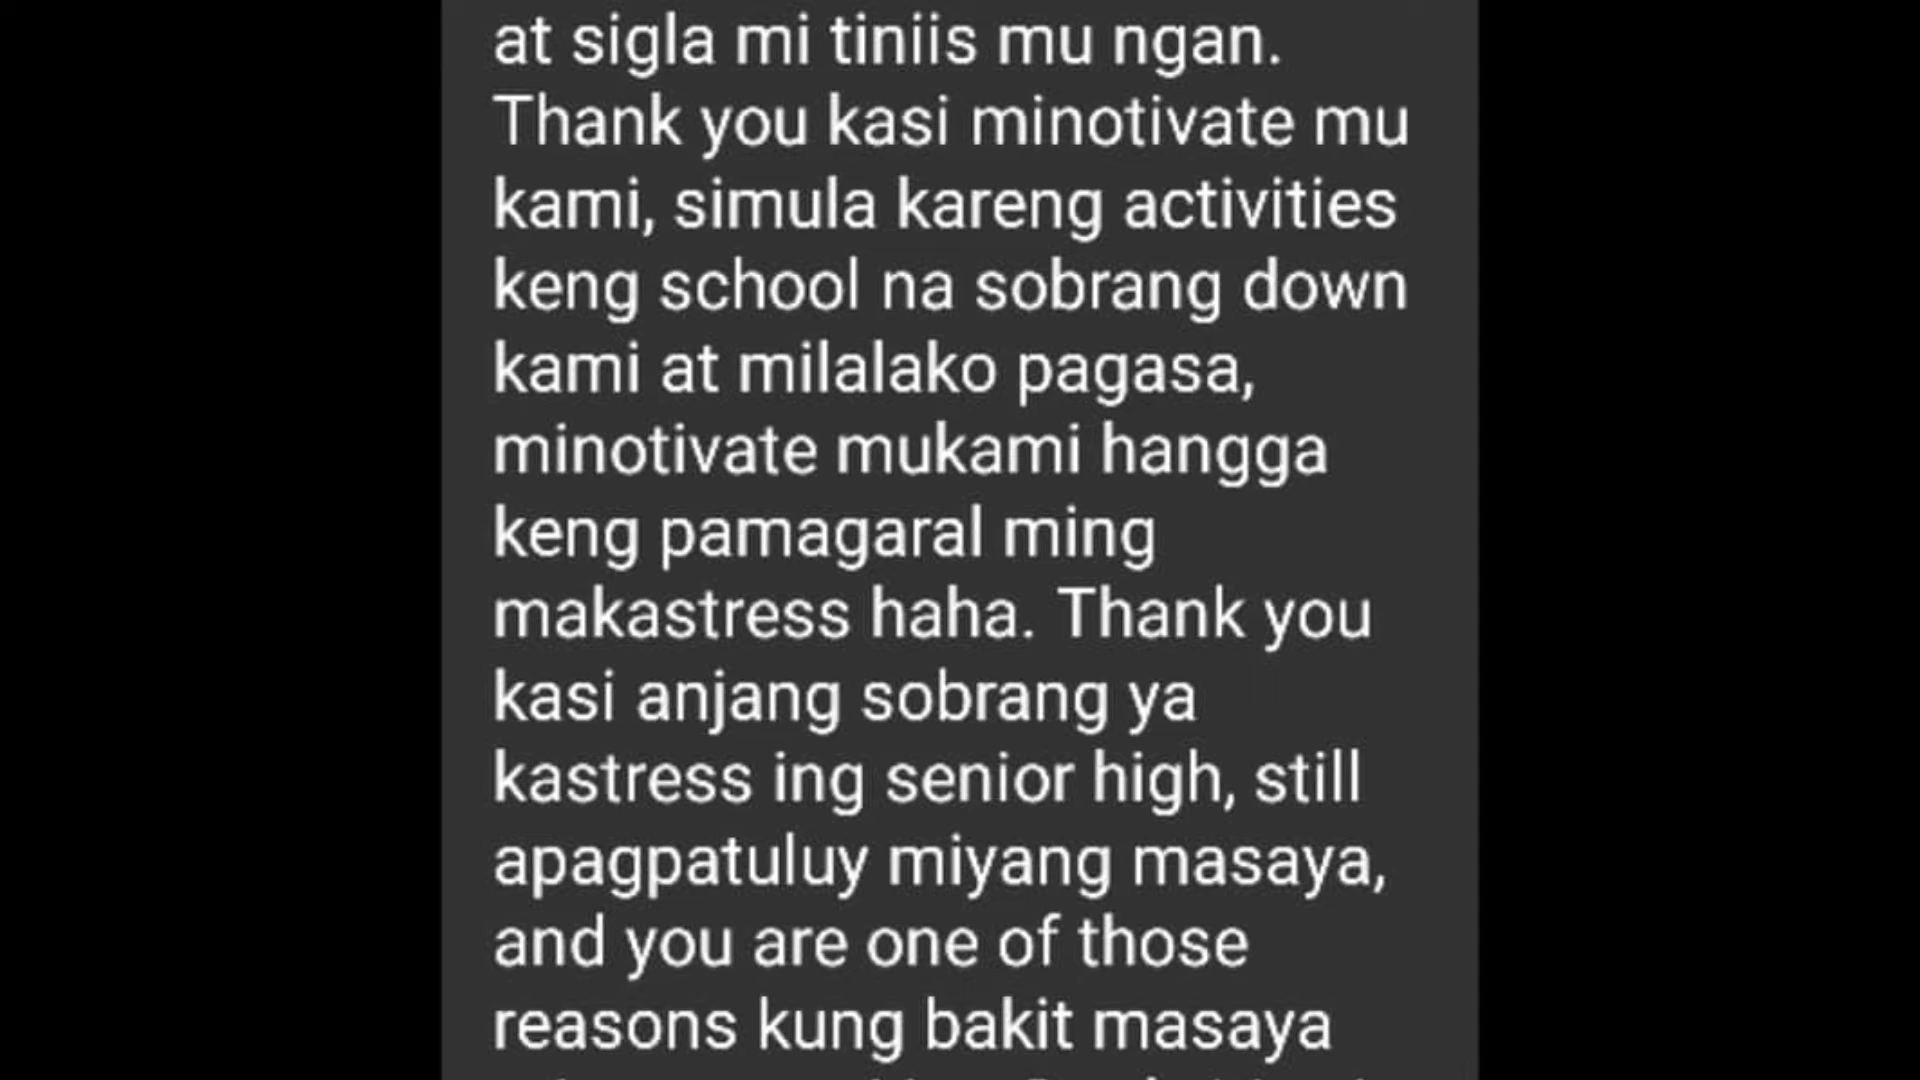 at sigla mi tiniis mu ngan.
Thank you kasi minotivate mu
kami, simula kareng activities
keng school na sobrang down
kami at milalako pagasa,
minotivate mukami hangga
keng pamagaral ming
makastress haha. Thank you
kasi anjang sobrang ya
kastress ing senior high, still
apagpatuluy miyang masaya,
and you are one of those
reasons kung bakit masaya